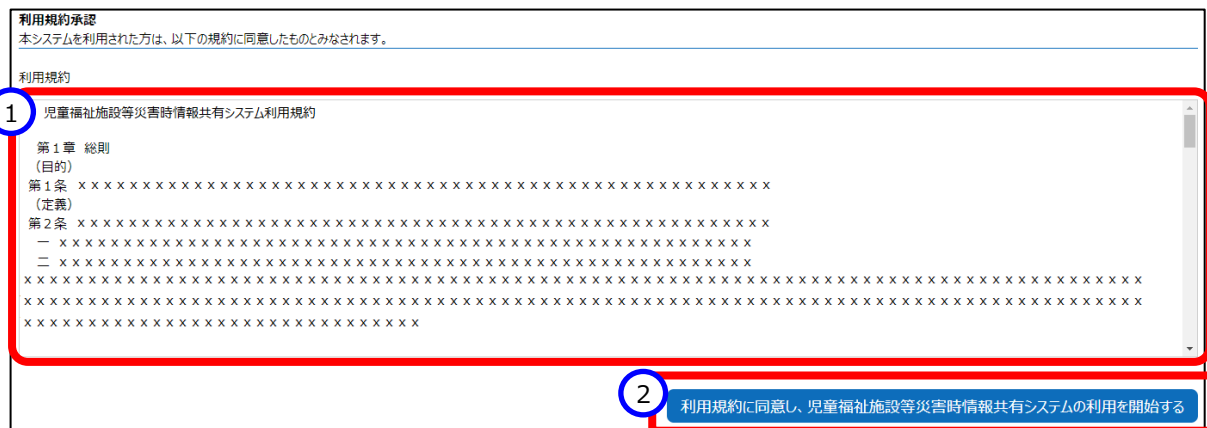 利用規約承認
本システムを利用された方は、以下の規約に同意したものとみなされます。
利用規約
1
児童福祉施設等災害時情報共有システム利用規約
第1章 総則
（目的）
第1条 x x x x x x x x x x x x x x x x x x x x x x x x x x x x x x x x x x x x x x x x x x x x x x x x x x x x x x
（定義）
第2条 x x x x x x x x x x x x x x x x x x x x x x x x x x x x x x x x x x x x x x x x x x x x x x x x x x x x x x
一 x x x x x x x x x x x x x x x x x x x x x x x x x x x x x x x x x x x x x x x x x x x x x x x x x x x x x x
二 x x x x x x x x x x x x x x x x x x x x x x x x x x x x x x x x x x x x x x x x x x x x x x x x x x x x x x
x x x x x x x x x x x x x x x x x x x x x x x x x x x x x x x x x x x x x x x x x x x x x x x x x x x x x x x x x x x x x x x x x x x x x x x x x x x x x x x x x x x x x x x
x x x x x x x x x x x x x x x x x x x x x x x x x x x x x x x x x x x x x x x x x x x x x x x x x x x x x x x x x x x x x x x x x x x x x x x x x x x x x x x x x x x x x x x
x x x x x x x x x x x x x x x x x x x x x x x x x x x x x x x
2
利用規約に同意し、児童福祉施設等災害時情報共有システムの利用を開始する